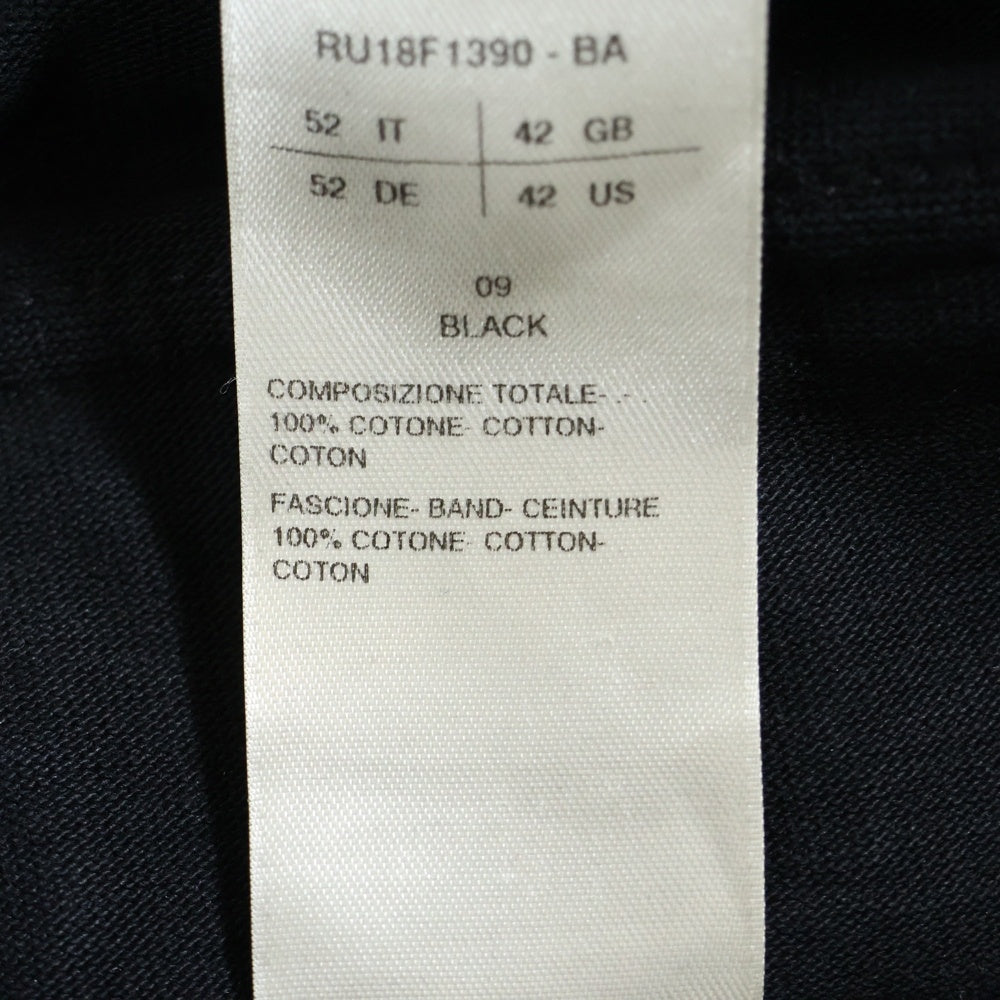 RU18F1390 - BA
52 IT 42 GB
52 DE 42 US
09
BLACK
COMPOSIZIONE TOTALE- .- .
100% COTONE- COTTON-
COTON
FASCIONE- BAND- CEINTURE
100% COTONE- COTTON-
COTON